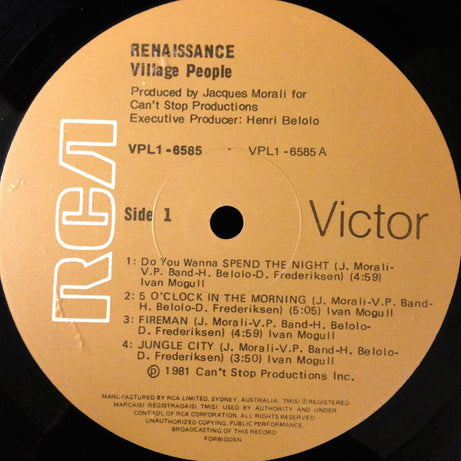 RENAISSANCE
Village People
Produced by Jacques Morali for
Can't Stop Productions
Executive Producer: Henri Belolo
VPL1-6585 - VPL1-6585 A
RCA
Side 1
Victor
1: Do You Wanna SPEND THE NIGHT (J. Morali-
V.P. Band-H. Belolo-D. Frederiksen) (4:59)
Ivan Mogull
2: 5 O'CLOCK IN THE MORNING (J. Morali-V.P. Band-
H. Belolo-D. Frederiksen) (5:05) Ivan Mogull
3: FIREMAN (J. Morali-V.P. Band-H. Belolo-
D. Frederiksen) (4:59) Ivan Mogull
4: JUNGLE CITY (J. Morali-V.P. Band-H. Belolo-
D. Frederiksen) (3:50) Ivan Mogull
℗ 1981 Can't Stop Productions Inc.
MANUFACTURED BY RCA LIMITED, SYDNEY, AUSTRALIA. TM(S) ® REGISTERED.
MARCA(S) REGISTRADA(S) TM(S) USED BY AUTHORITY AND UNDER
CONTROL OF RCA CORPORATION. ALL RIGHTS RESERVED
UNAUTHORIZED COPYING, PUBLIC PERFORMANCE,
BROADCASTING OF THIS RECORD
FORBIDDEN